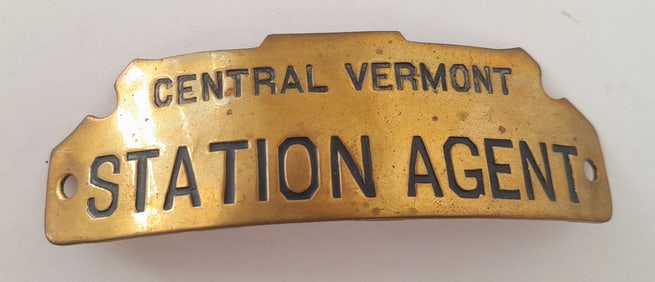 CENTRAL VERMONT
STATION AGENT